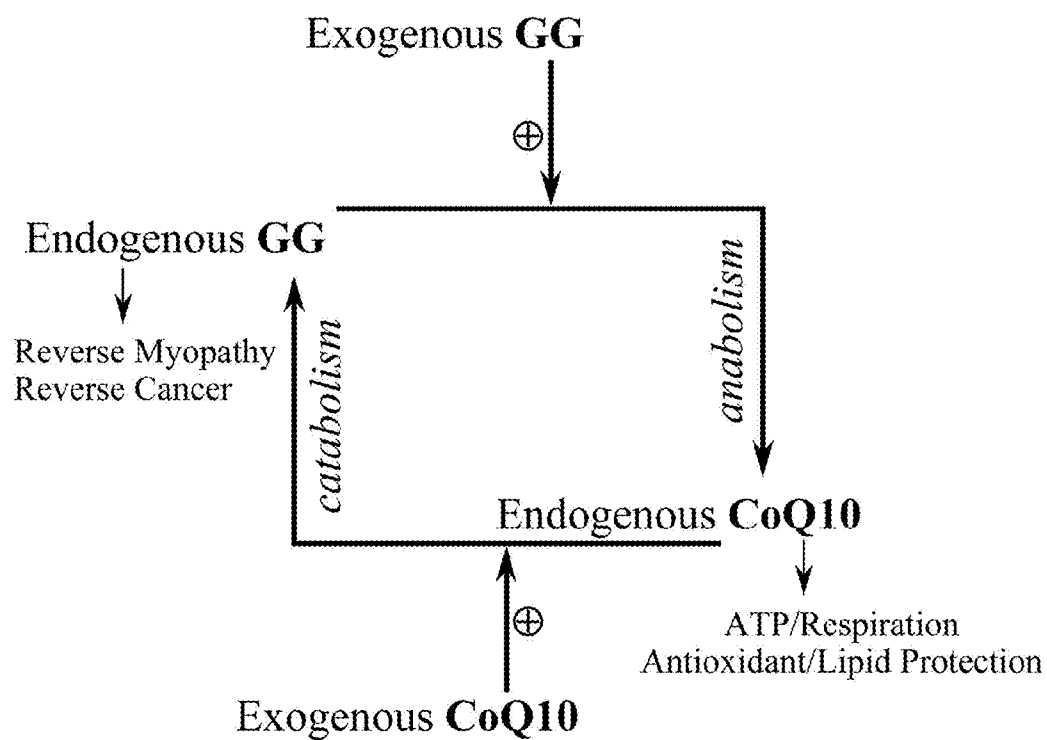 Exogenous GG
⊕
Endogenous GG
Reverse Myopathy
Reverse Cancer
catabolism
anabolism
Endogenous CoQ10
ATP/Respiration
Antioxidant/Lipid Protection
⊕
Exogenous CoQ10